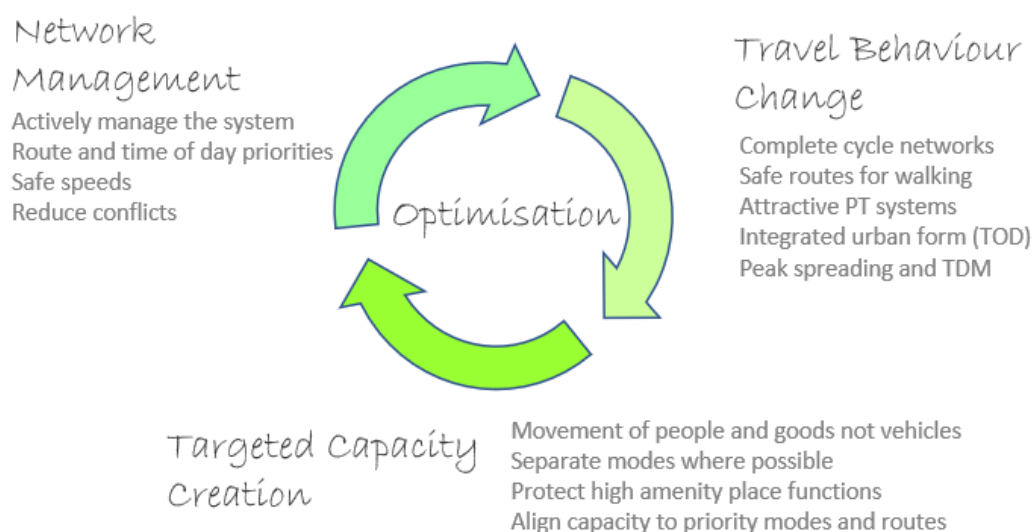 Network
Management
Actively manage the system
Route and time of day priorities
Safe speeds
Reduce conflicts
Travel Behaviour
Change
Complete cycle networks
Safe routes for walking
Attractive PT systems
Integrated urban form (TOD)
Peak spreading and TDM
Optimisation
Targeted Capacity
Creation
Movement of people and goods not vehicles
Separate modes where possible
Protect high amenity place functions
Align capacity to priority modes and routes